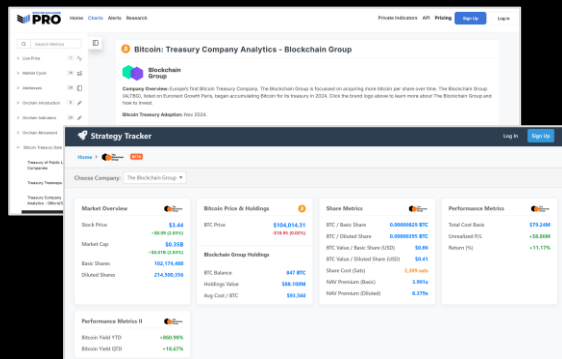 PRO
Home Charts Alerts Research
Private Indicators API Pricing Sign Up Log In
Search Metrics
Live Price
Market Cycle
Addresses
Onchain Introduction
Onchain Indicators
Onchain Movement
Bitcoin Treasury Data
Treasury of Public L
Companies
Treasury Treemaps
Treasury Company
Bitcoin: Treasury Company Analytics - Blockchain Group
Blockchain
Group
Company Overview: Europe's first Bitcoin Treasury Company. The Blockchain Group is focussed on acquiring more bitcoin per share over time. The Blockchain Group
(ALTBG), listed on Euronext Growth Paris, began accumulating Bitcoin for its treasury in 2024. Click the brand logo above to learn more about The Blockchain Group and
how to invest.
Bitcoin Treasury Adoption: Nov 2024.
Strategy Tracker
Log In Sign Up
Home > BETA
Choose Company: The Blockchain Group
Market Overview
Stock Price $3.44
Market Cap $0.35B
Basic Shares 102,174,480
Diluted Shares 214,508,356
Bitcoin Price & Holdings
BTC Price $104,014.31
Blockchain Group Holdings
BTC Balance 847 BTC
Holdings Value $88.100M
Avg Cost / BTC $93,560
Share Metrics
BTC / Basic Share 0.00000829 BTC
BTC / Diluted Share 0.00000395 BTC
BTC Value / Basic Share (USD) $0.86
BTC Value / Diluted Share (USD) $0.41
Share Cost (Sats) 3,309 sats
NAV Premium (Basic) 3.991x
NAV Premium (Diluted) 8.379x
Performance Metrics
Total Cost Basis $79.24M
Unrealized P/L +$8.86M
Return (%) +11.17%
Performance Metrics II
Bitcoin Yield YTD +860.98%
Bitcoin Yield QTD +10.67%